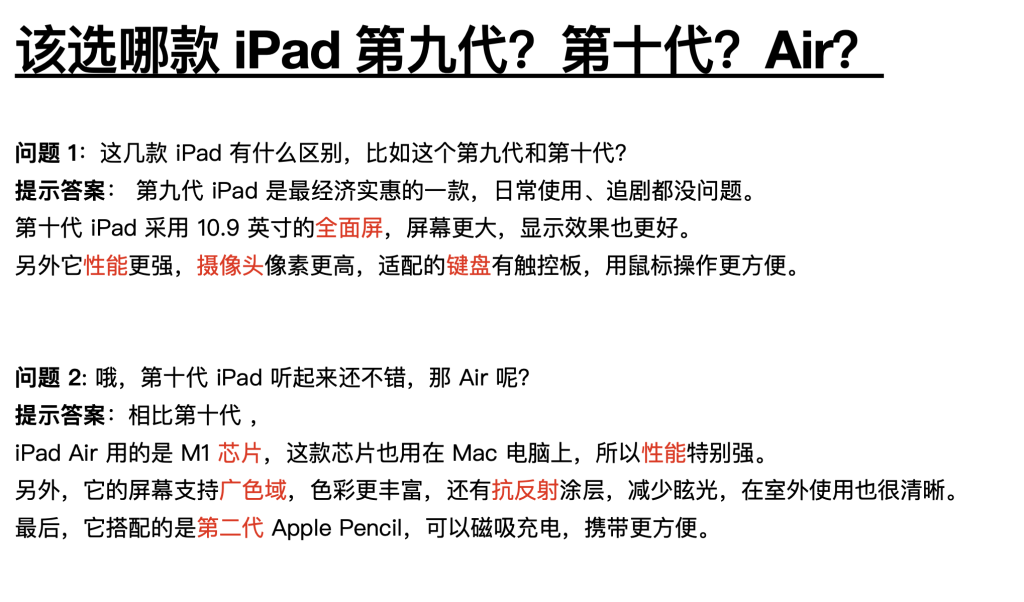 该选哪款 iPad 第九代？第十代？Air？
问题 1：这几款 iPad 有什么区别，比如这个第九代和第十代？
提示答案： 第九代 iPad 是最经济实惠的一款，日常使用、追剧都没问题。
第十代 iPad 采用 10.9 英寸的全面屏，屏幕更大，显示效果也更好。
另外它性能更强，摄像头像素更高，适配的键盘有触控板，用鼠标操作更方便。
问题 2: 哦，第十代 iPad 听起来还不错，那 Air 呢？
提示答案：相比第十代 ，
iPad Air 用的是 M1 芯片，这款芯片也用在 Mac 电脑上，所以性能特别强。
另外，它的屏幕支持广色域，色彩更丰富，还有抗反射涂层，减少眩光，在室外使用也很清晰。
最后，它搭配的是第二代 Apple Pencil，可以磁吸充电，携带更方便。